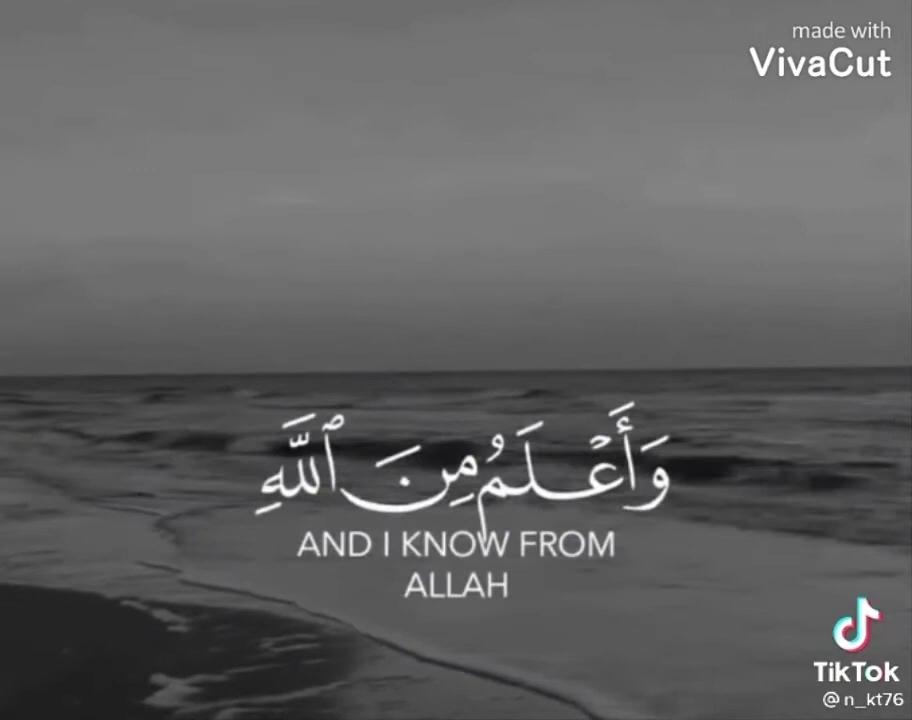 made with
VivaCut
وَأَعْلَمُ مِنَ ٱللَّهِ
AND I KNOW FROM
ALLAH
TikTok
@n_kt76